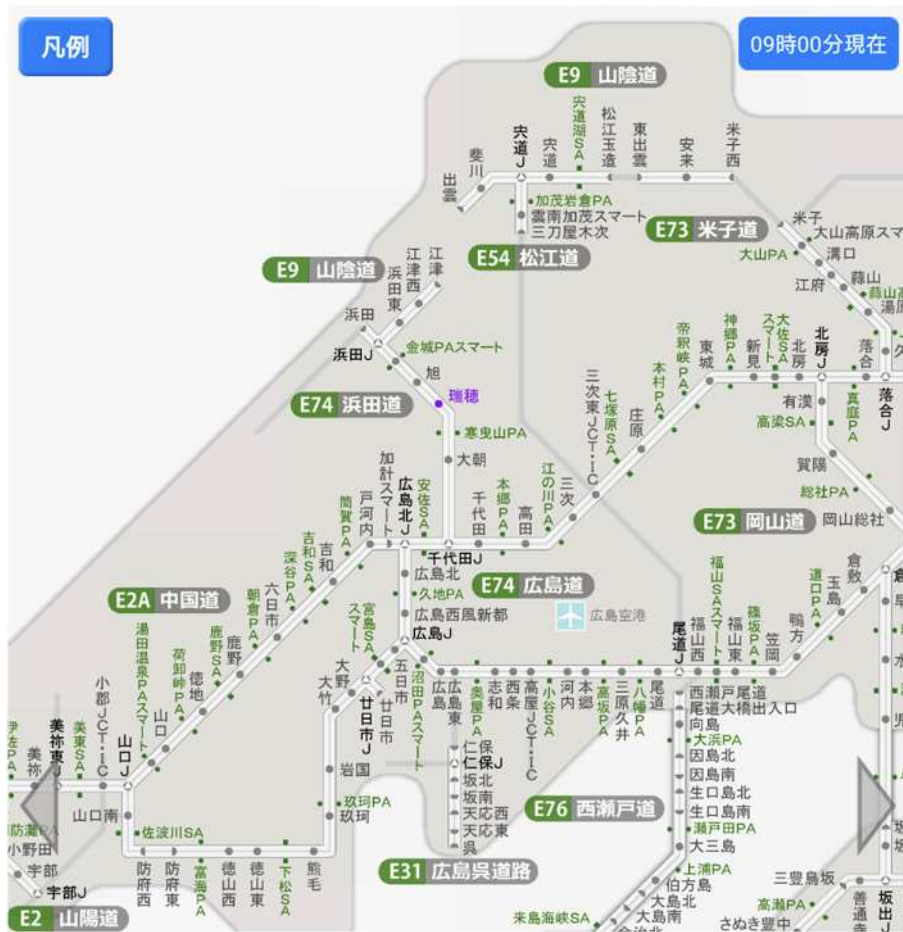 凡例
09時00分現在
E9 山陰道
出雲
斐川
宍道J
宍道
宍道湖SA
松江玉造
東出雲
安来
米子西
加茂岩倉PA
雲南加茂スマート
三刀屋木次
E54 松江道
E73 米子道
米子
大山高原スマ
大山PA
溝口
江府
蒜山
蒜山高
湯原
E9 山陰道
浜田
浜田東
江津西
江津
浜田J
金城PAスマート
旭
瑞穂
E74 浜田道
寒曳山PA
大朝
帝釈峡PA
東城
神郷PA
新見
大佐SA
スマート
北房
北房J
落合
久
落合J
真庭PA
有漢
高梁SA
賀陽
総社PA
岡山総社
E73 岡山道
本村PA
庄原
七塚原SA
三次東JCT・IC
三次
江の川PA
高田
本郷PA
千代田
千代田J
安佐SA
広島北J
加計スマート
戸河内
筒賀PA
吉和
吉和SA
深谷PA
六日市
朝倉PA
鹿野
鹿野SA
徳地
荷卸峠PA
山口
湯田温泉PAスマート
E2A 中国道
E74 広島道
広島北
久地PA
広島西風新都
広島J
広島空港
宮島SA
スマート
大野
大竹
廿日市J
廿日市
五日市
沼田PAスマート
広島
広島東
奥屋PA
志和
西条
高屋JCT・IC
小谷SA
河内
本郷
高坂PA
三原久井
八幡PA
尾道
尾道J
福山西
福山SAスマート
福山東
篠坂PA
笠岡
鴨方
道口PA
玉島
倉敷
倉
早
水
児
西瀬戸尾道
尾道大橋出入口
向島
大浜PA
因島北
因島南
生口島北
生口島南
瀬戸田PA
大三島
上浦PA
伯方島
大島北
大島南
来島海峡SA
E76 西瀬戸道
仁保
仁保J
坂北
坂南
天応西
天応東
呉
E31 広島呉道路
伊佐PA
美祢
美祢東J
美東SA
小郡JCT・IC
山口J
山口南
佐波川SA
防府西
防府東
富海PA
徳山西
徳山東
下松SA
熊毛
岩国
玖珂PA
玖珂
防灘PA
小野田
宇部
宇部J
E2 山陽道
三豊鳥坂
高瀬PA
さぬき豊中
善通寺
坂出J
坂
坂